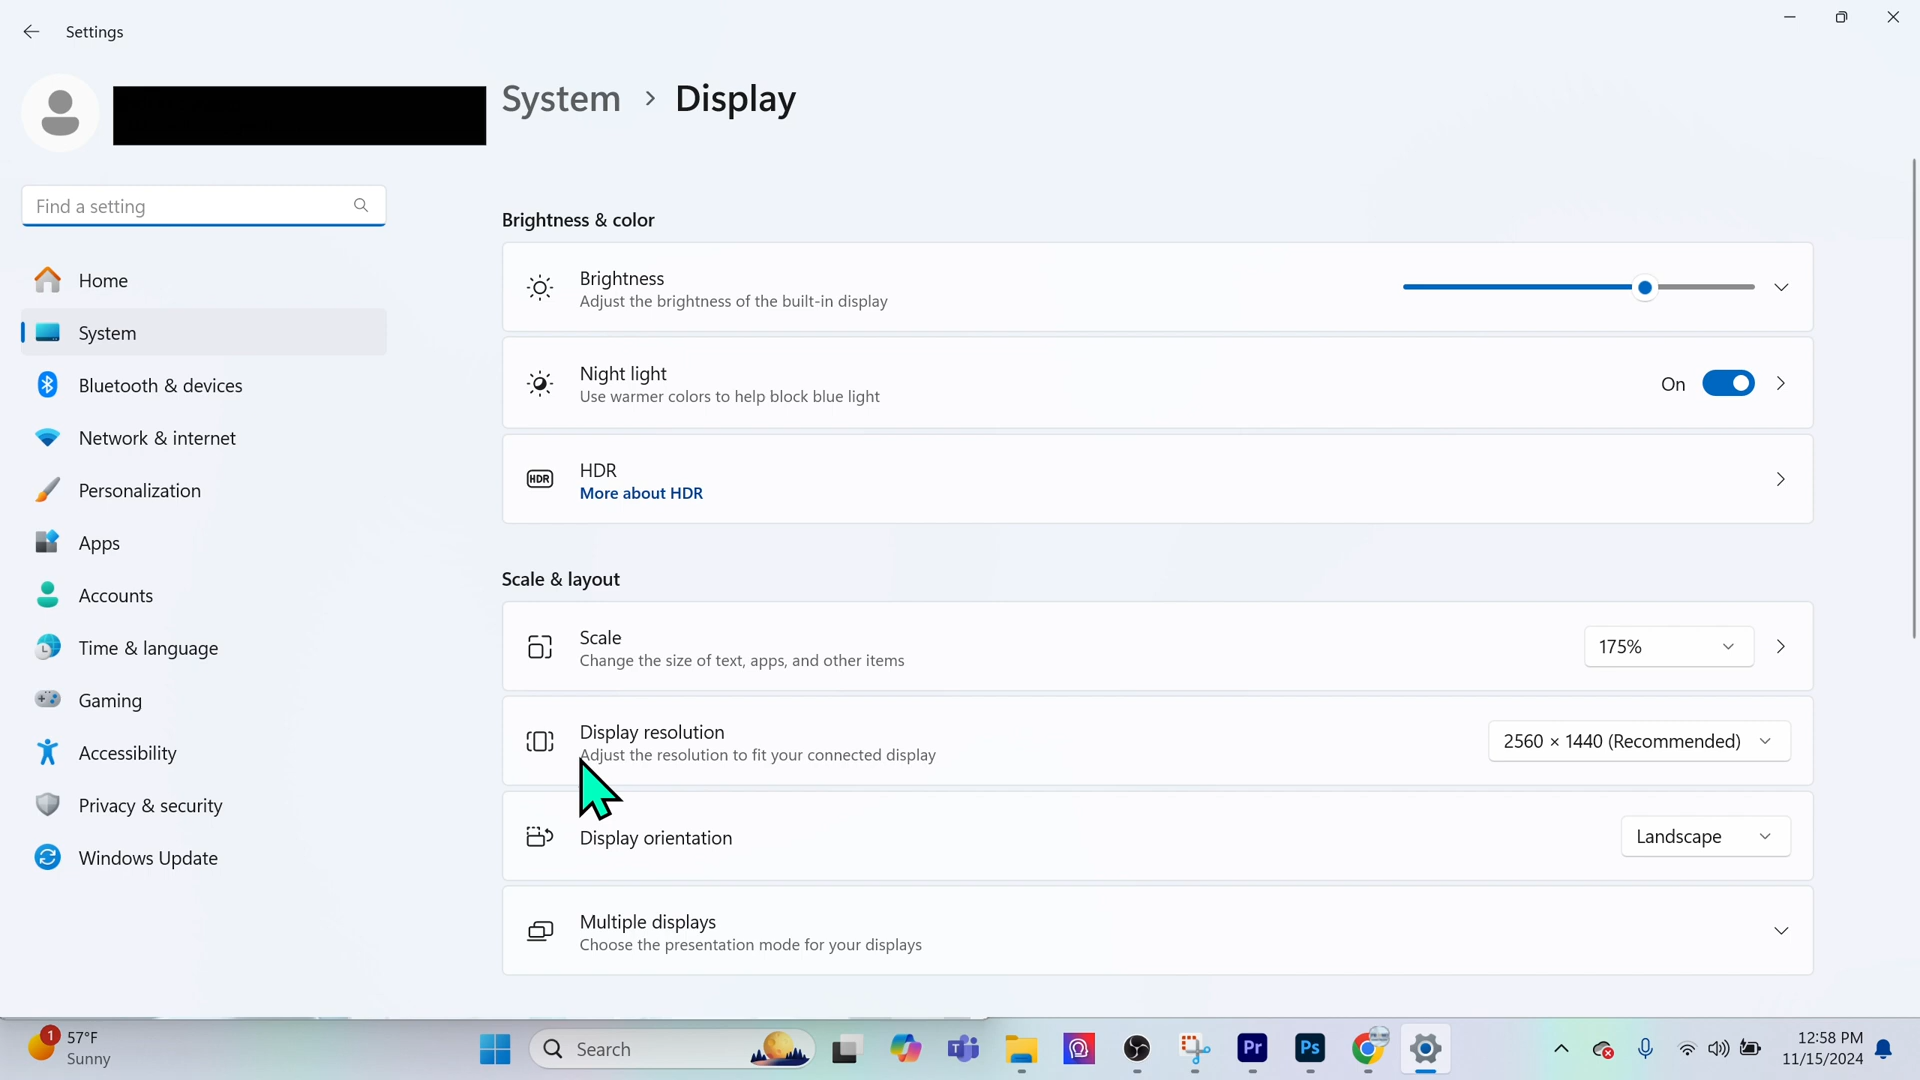 Settings
System > Display
Find a setting
Home
System
Bluetooth & devices
Network & internet
Personalization
Apps
Accounts
Time & language
Gaming
Accessibility
Privacy & security
Windows Update
Brightness & color
Brightness
Adjust the brightness of the built-in display
Night light
Use warmer colors to help block blue light
On
HDR
HDR
More about HDR
Scale & layout
Scale
Change the size of text, apps, and other items
175%
Display resolution
Adjust the resolution to fit your connected display
2560 × 1440 (Recommended)
Display orientation
Landscape
Multiple displays
Choose the presentation mode for your displays
1
57°F
Sunny
Search
Pr
Ps
12:58 PM
11/15/2024